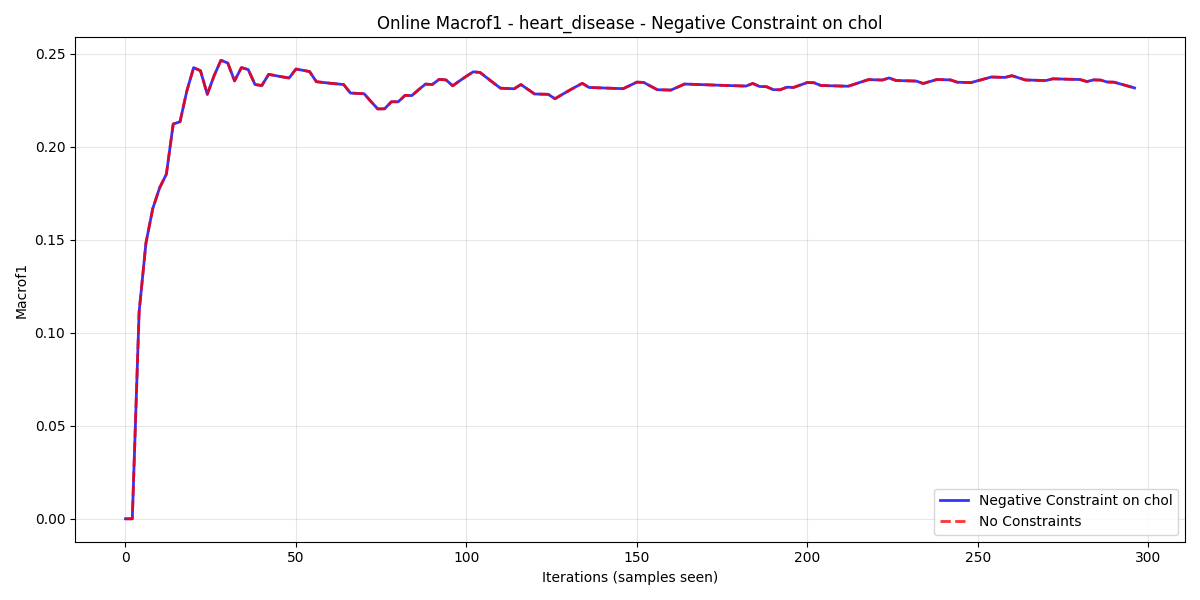 Online Macrof1 - heart_disease - Negative Constraint on chol
0.25
0.20
0.15
0.10
0.05
0.00
Macrof1
0
50
100
150
200
250
300
Iterations (samples seen)
Negative Constraint on chol
No Constraints